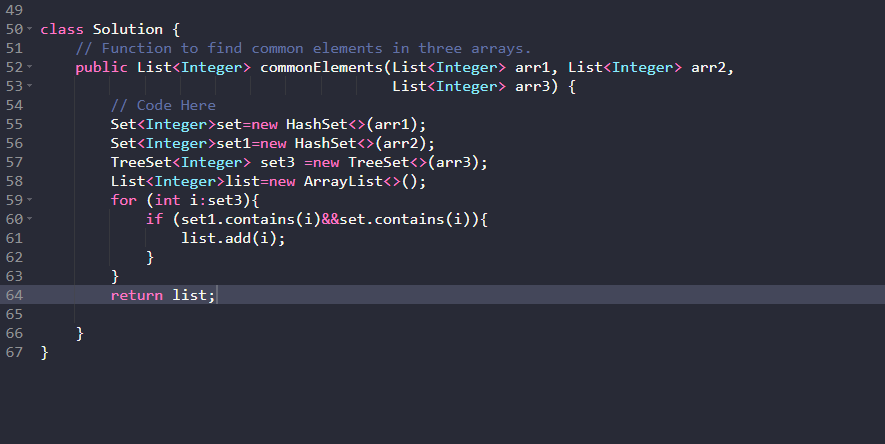 49
50 class Solution {
51 // Function to find common elements in three arrays.
52 public List<Integer> commonElements(List<Integer> arr1, List<Integer> arr2,
53 List<Integer> arr3) {
54 // Code Here
55 Set<Integer>set=new HashSet<>(arr1);
56 Set<Integer>set1=new HashSet<>(arr2);
57 TreeSet<Integer> set3 =new TreeSet<>(arr3);
58 List<Integer>list=new ArrayList<>();
59 for (int i:set3){
60 if (set1.contains(i)&&set.contains(i)){
61 list.add(i);
62 }
63 }
64 return list;
65
66 }
67 }